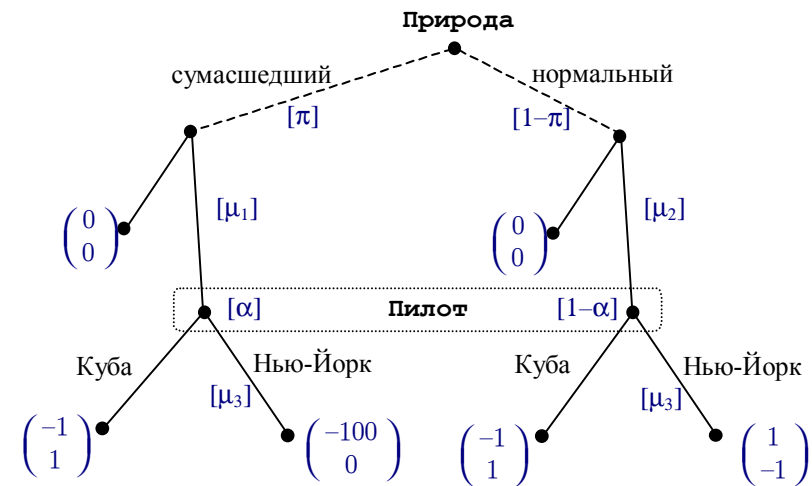 Природа
сумасшедший
нормальный
[π]
[1–π]
[μ₁]
[μ₂]
0
0
0
0
[α]
Пилот
[1–α]
Куба
Нью-Йорк
Куба
Нью-Йорк
[μ₃]
[μ₃]
–1
1
–100
0
–1
1
1
–1